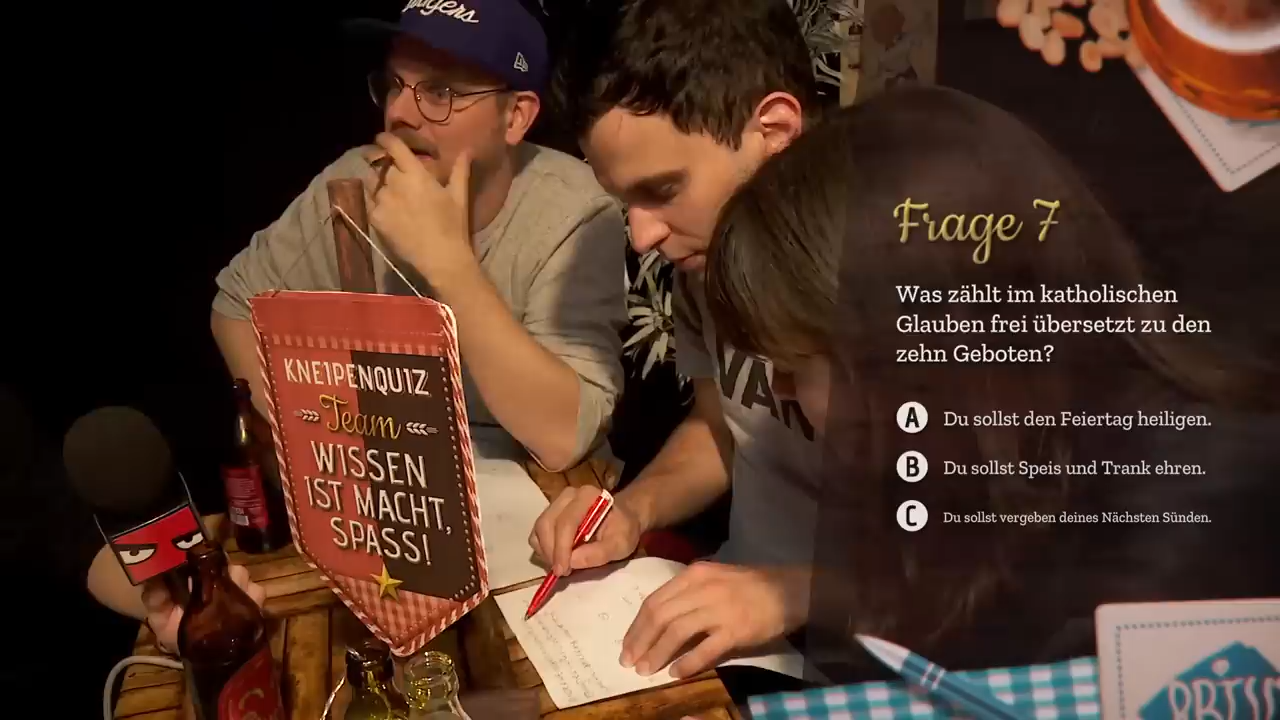 KNEIPENQUIZ
Team
WISSEN
IST MACHT,
SPASS!
Frage 7
Was zählt im katholischen
Glauben frei übersetzt zu den
zehn Geboten?
A Du sollst den Feiertag heiligen.
B Du sollst Speis und Trank ehren.
C Du sollst vergeben deines Nächsten Sünden.